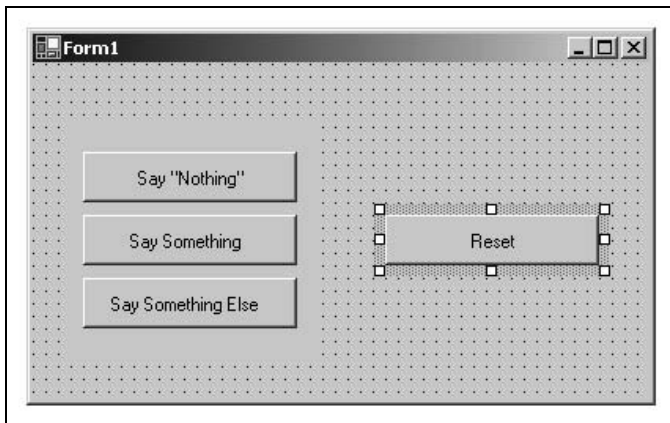 Form1
Say "Nothing"
Say Something
Say Something Else
Reset